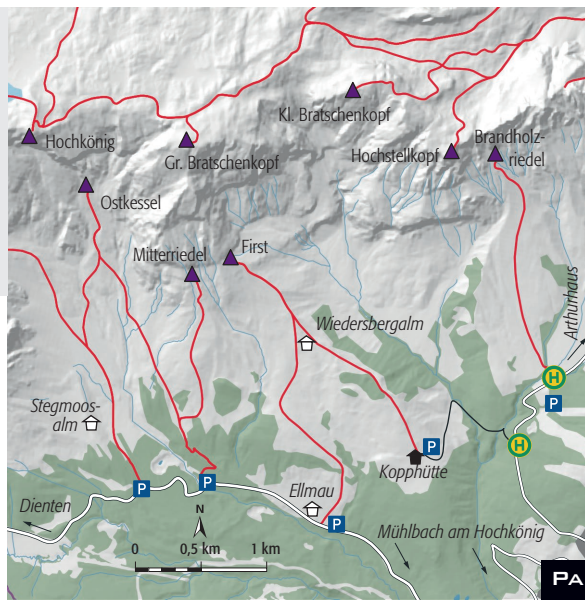 Kl. Bratschenkopf
Hochkönig
Gr. Bratschenkopf
Hochstellkopf
Brandholz-
riedel
Ostkessel
Mitterriedel
First
Arthurhaus
Wiedersbergalm
H
P
Stegmoos-
alm
P
H
Kopphütte
P
P
Ellmau
Dienten
N
P
Mühlbach am Hochkönig
0 0,5 km 1 km
PA